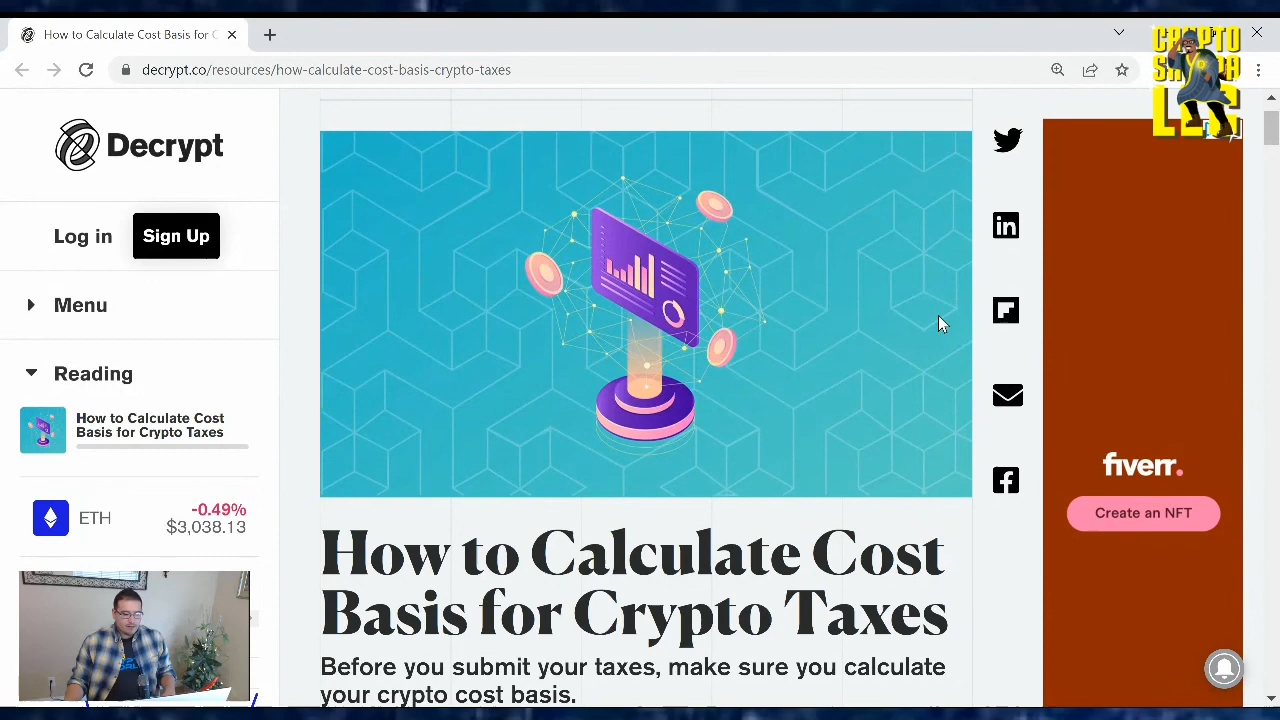 How to Calculate Cost Basis for C
decrypt.co/resources/how-calculate-cost-basis-crypto-taxes
CRYPTO
Decrypt
Log in
Sign Up
Menu
Reading
How to Calculate Cost
Basis for Crypto Taxes
ETH
-0.49%
$3,038.13
How to Calculate Cost
Basis for Crypto Taxes
Before you submit your taxes, make sure you calculate
your crypto cost basis.
fiverr.
Create an NFT